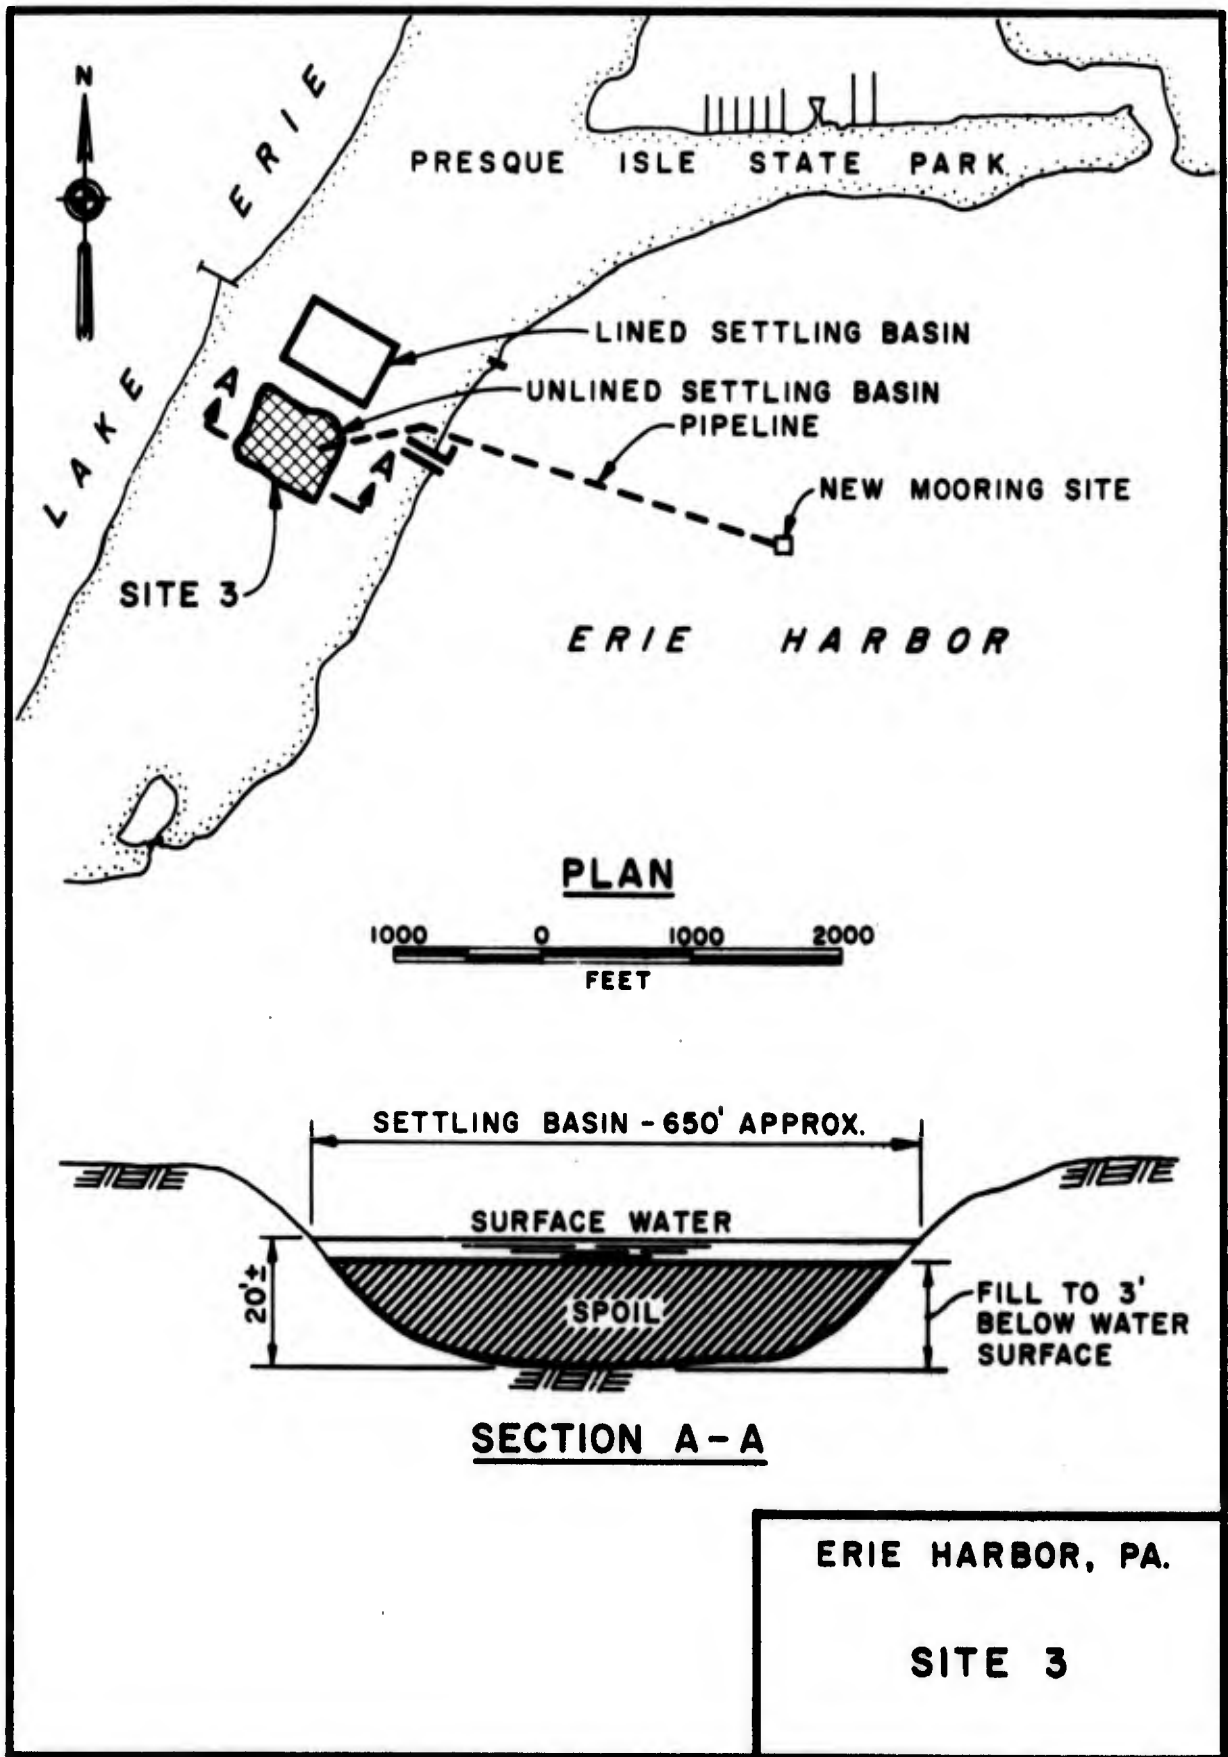 N
LAKE ERIE
PRESQUE ISLE STATE PARK
LINED SETTLING BASIN
A
UNLINED SETTLING BASIN
PIPELINE
A
NEW MOORING SITE
SITE 3
ERIE HARBOR
PLAN
1000 0 1000 2000
FEET
SETTLING BASIN - 650' APPROX.
SURFACE WATER
20'±
SPOIL
FILL TO 3'
BELOW WATER
SURFACE
SECTION A-A
ERIE HARBOR, PA.
SITE 3